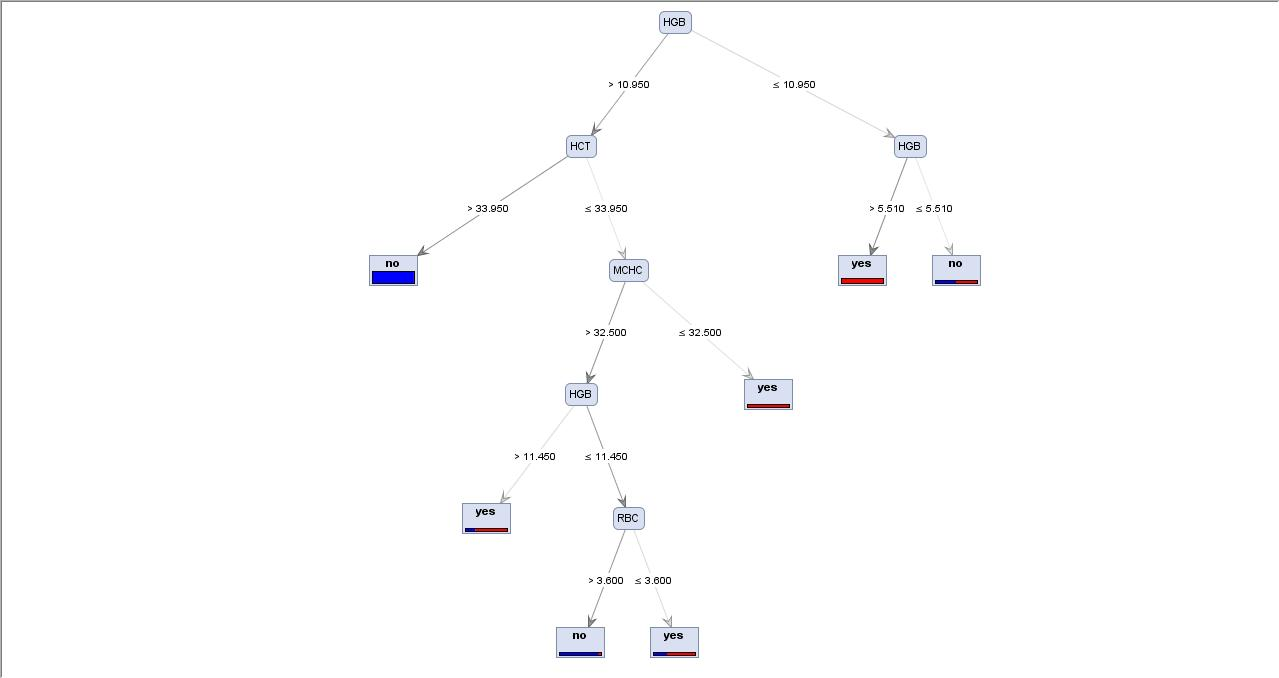 HGB
> 10.950 ≤ 10.950
HCT HGB
> 33.950 ≤ 33.950 > 5.510 ≤ 5.510
no MCHC yes no
> 32.500 ≤ 32.500
HGB yes
> 11.450 ≤ 11.450
yes RBC
> 3.600 ≤ 3.600
no yes